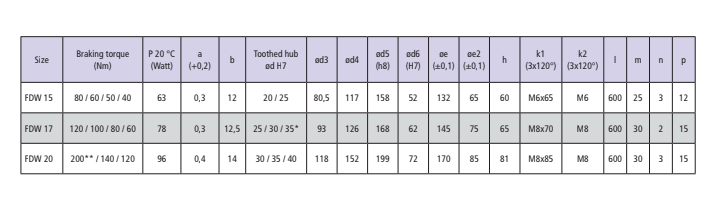 Size Braking torque (Nm) P 20 °C (Watt) a (+0,2) b Toothed hub ød H7 ød3 ød4 ød5 (h8) ød6 (H7) øe (±0,1) øe2 (±0,1) h k1 (3x120°) k2 (3x120°) l m n p
FDW 15 80 / 60 / 50 / 40 63 0,3 12 20 / 25 80,5 117 158 52 132 65 60 M6x65 M6 600 25 3 12
FDW 17 120 / 100 / 80 / 60 78 0,3 12,5 25 / 30 / 35* 93 126 168 62 145 75 65 M8x70 M8 600 30 2 15
FDW 20 200** / 140 / 120 96 0,4 14 30 / 35 / 40 118 152 199 72 170 85 81 M8x85 M8 600 30 3 15